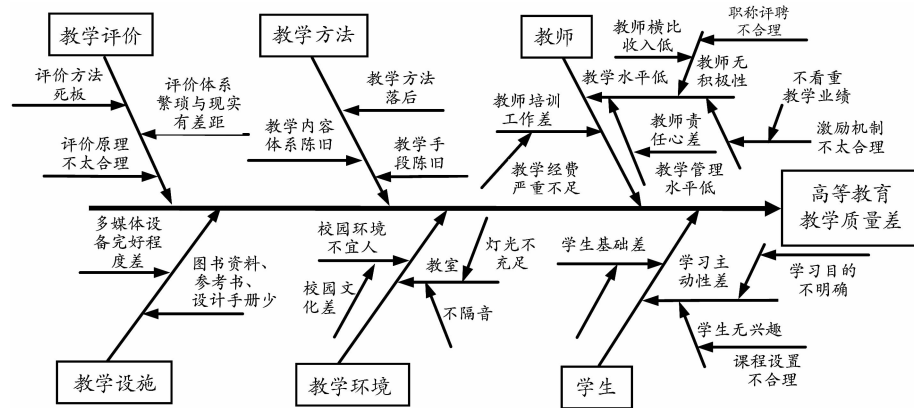 教学评价
教学方法
教师
评价方法
死板
评价体系
繁琐与现实
有差距
评价原理
不太合理
教学方法
落后
教学内容
体系陈旧
教学手
段陈旧
教师培训
工作差
教学经费
严重不足
教学水平低
教师横比
收入低
职称评聘
不合理
教师无
积极性
教师责
任心差
教学管理
水平低
不看重
教学业绩
激励机制
不太合理
高等教育
教学质量差
多媒体设
备完好程
度差
图书资料、
参考书、
设计手册少
校园环境
不宜人
校园文
化差
教室
灯光不
充足
不隔音
学生基础差
学习主
动性差
学习目的
不明确
学生无兴趣
课程设置
不合理
教学设施
教学环境
学生